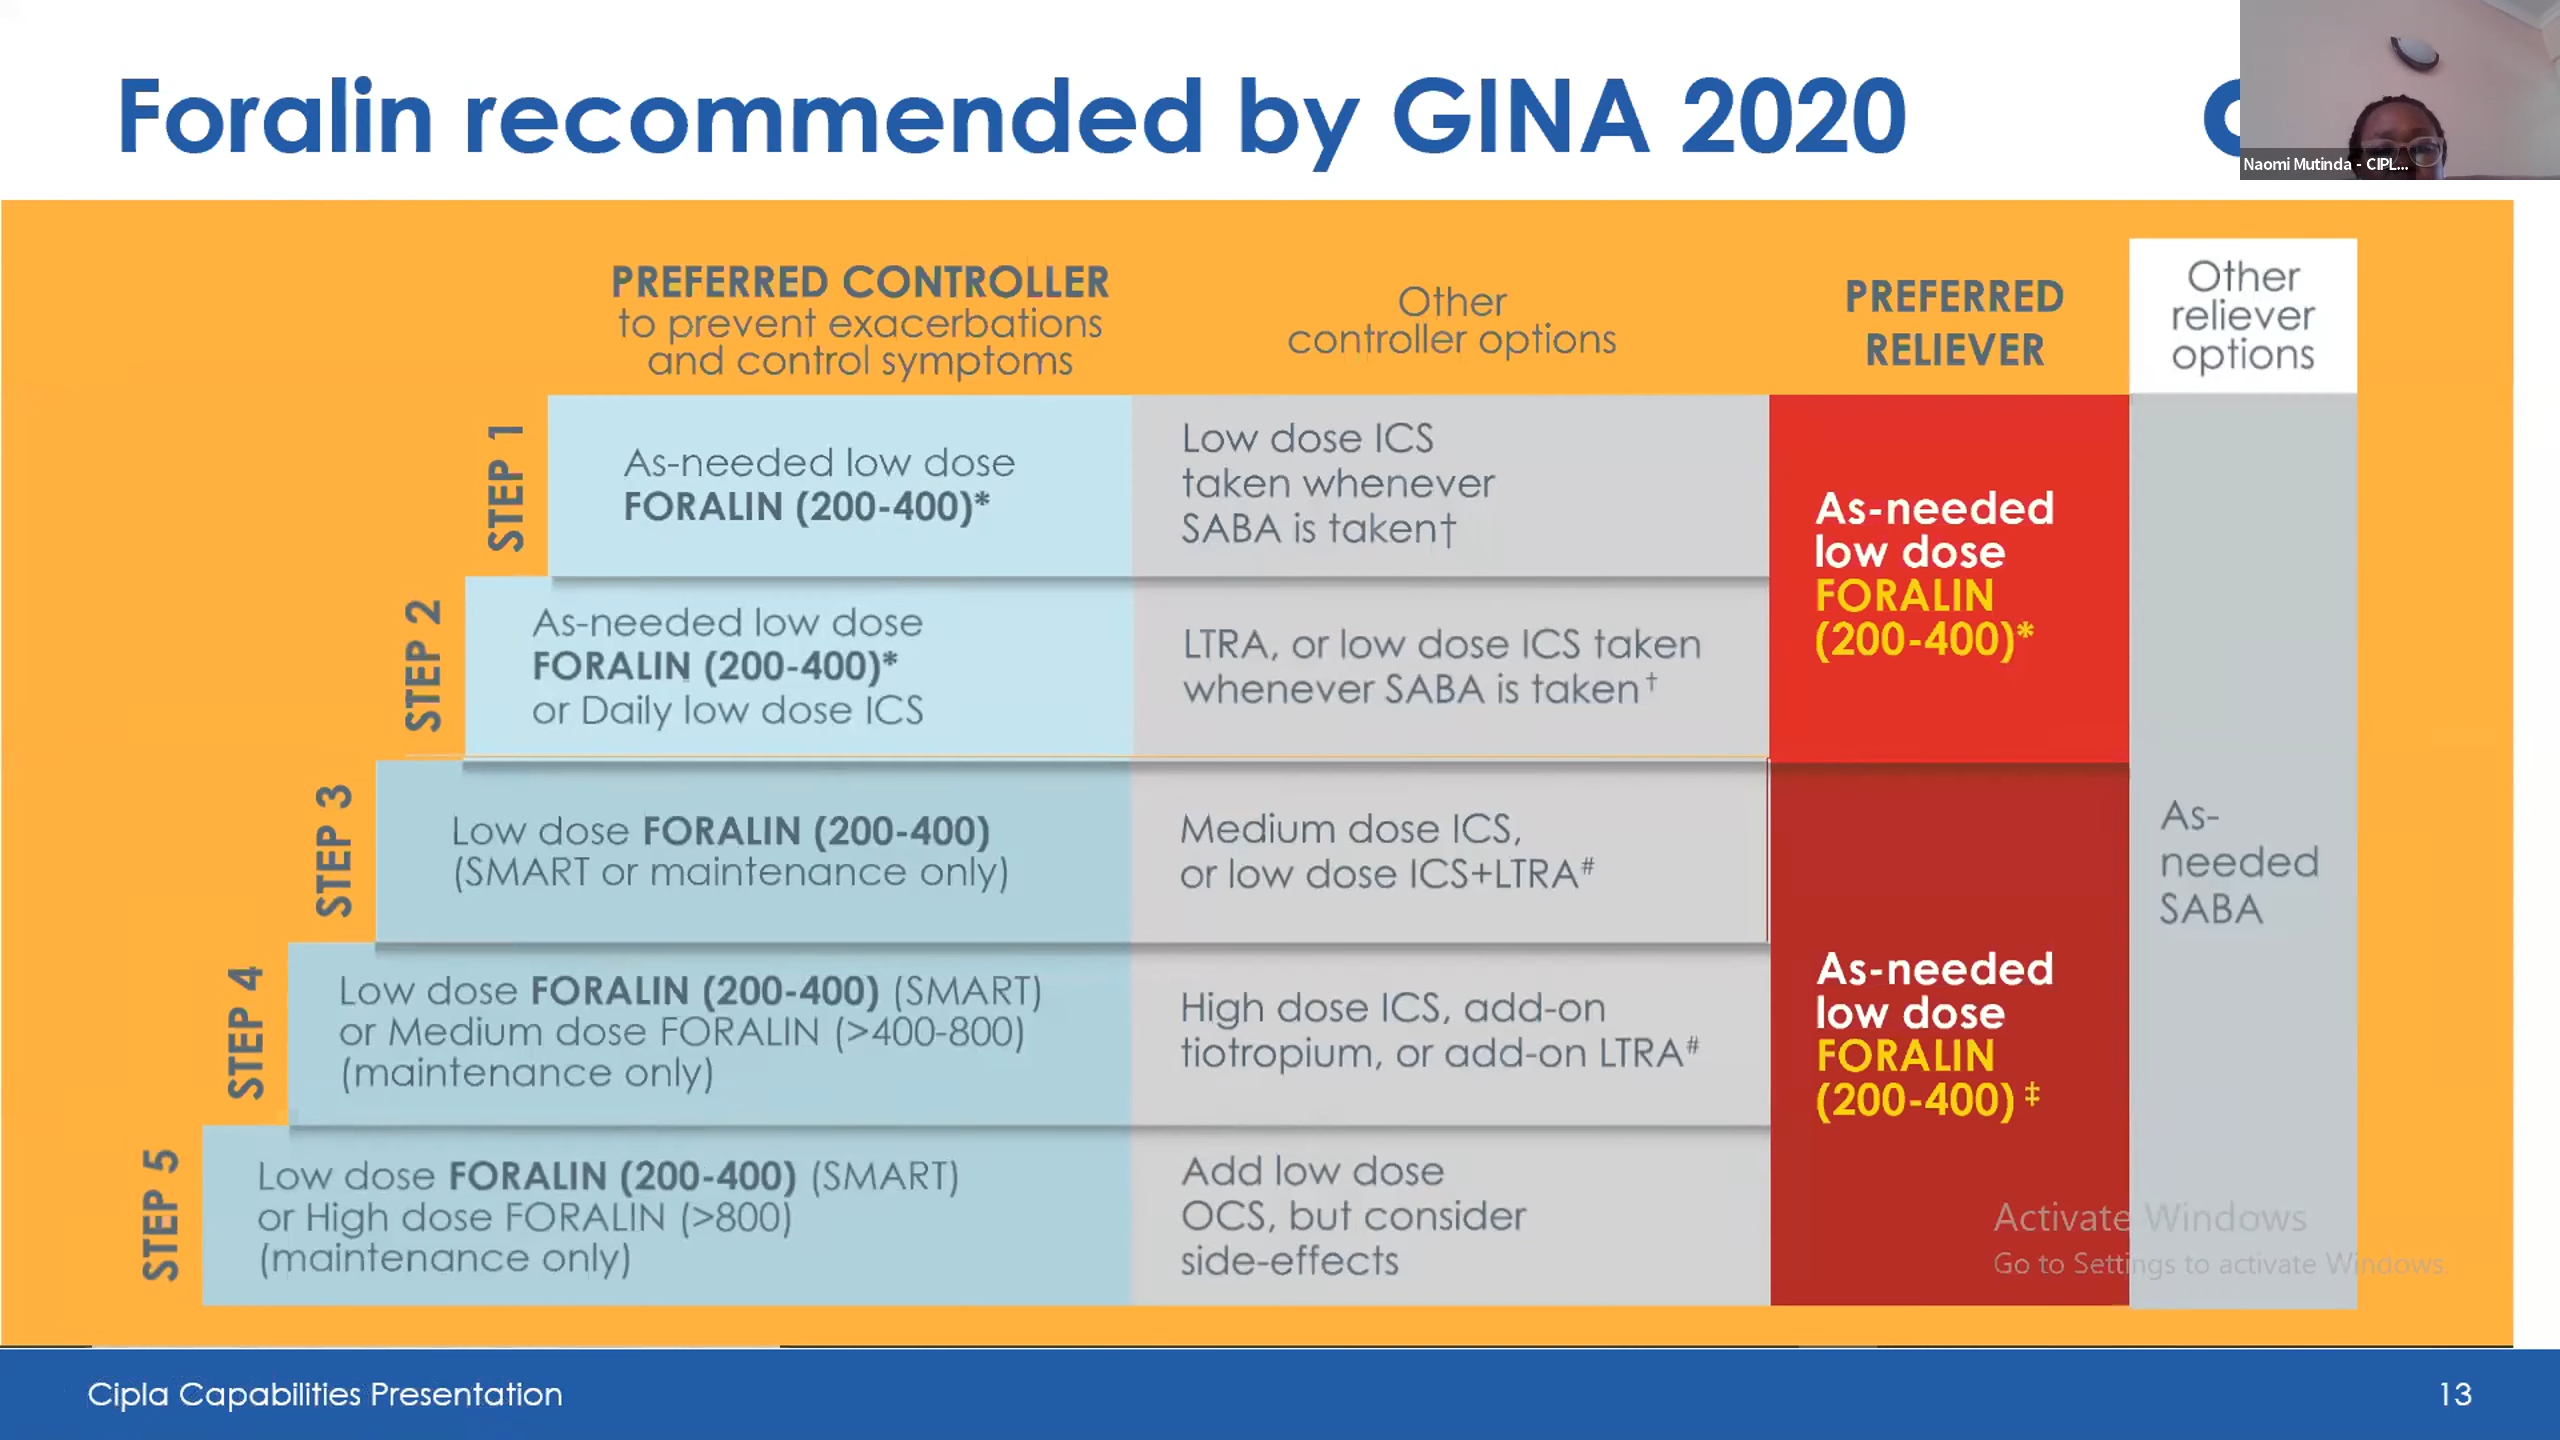 Foralin recommended by GINA 2020
Naomi Mutinda - CIPL...
PREFERRED CONTROLLER
to prevent exacerbations
and control symptoms
Other
controller options
PREFERRED
RELIEVER
Other
reliever
options
STEP 1
As-needed low dose
FORALIN (200-400)*
Low dose ICS
taken whenever
SABA is taken†
As-needed
low dose
FORALIN
(200-400)*
STEP 2
As-needed low dose
FORALIN (200-400)*
or Daily low dose ICS
LTRA, or low dose ICS taken
whenever SABA is taken†
STEP 3
Low dose FORALIN (200-400)
(SMART or maintenance only)
Medium dose ICS,
or low dose ICS+LTRA#
As-
needed
SABA
STEP 4
Low dose FORALIN (200-400) (SMART)
or Medium dose FORALIN (>400-800)
(maintenance only)
High dose ICS, add-on
tiotropium, or add-on LTRA#
As-needed
low dose
FORALIN
(200-400) ‡
STEP 5
Low dose FORALIN (200-400) (SMART)
or High dose FORALIN (>800)
(maintenance only)
Add low dose
OCS, but consider
side-effects
Activate Windows
Go to Settings to activate Windows.
Cipla Capabilities Presentation
13